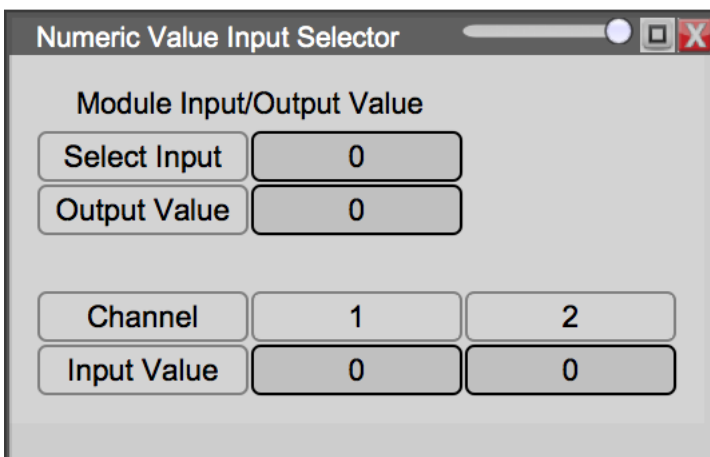 Numeric Value Input Selector
Module Input/Output Value
Select Input 0
Output Value 0
Channel 1 2
Input Value 0 0